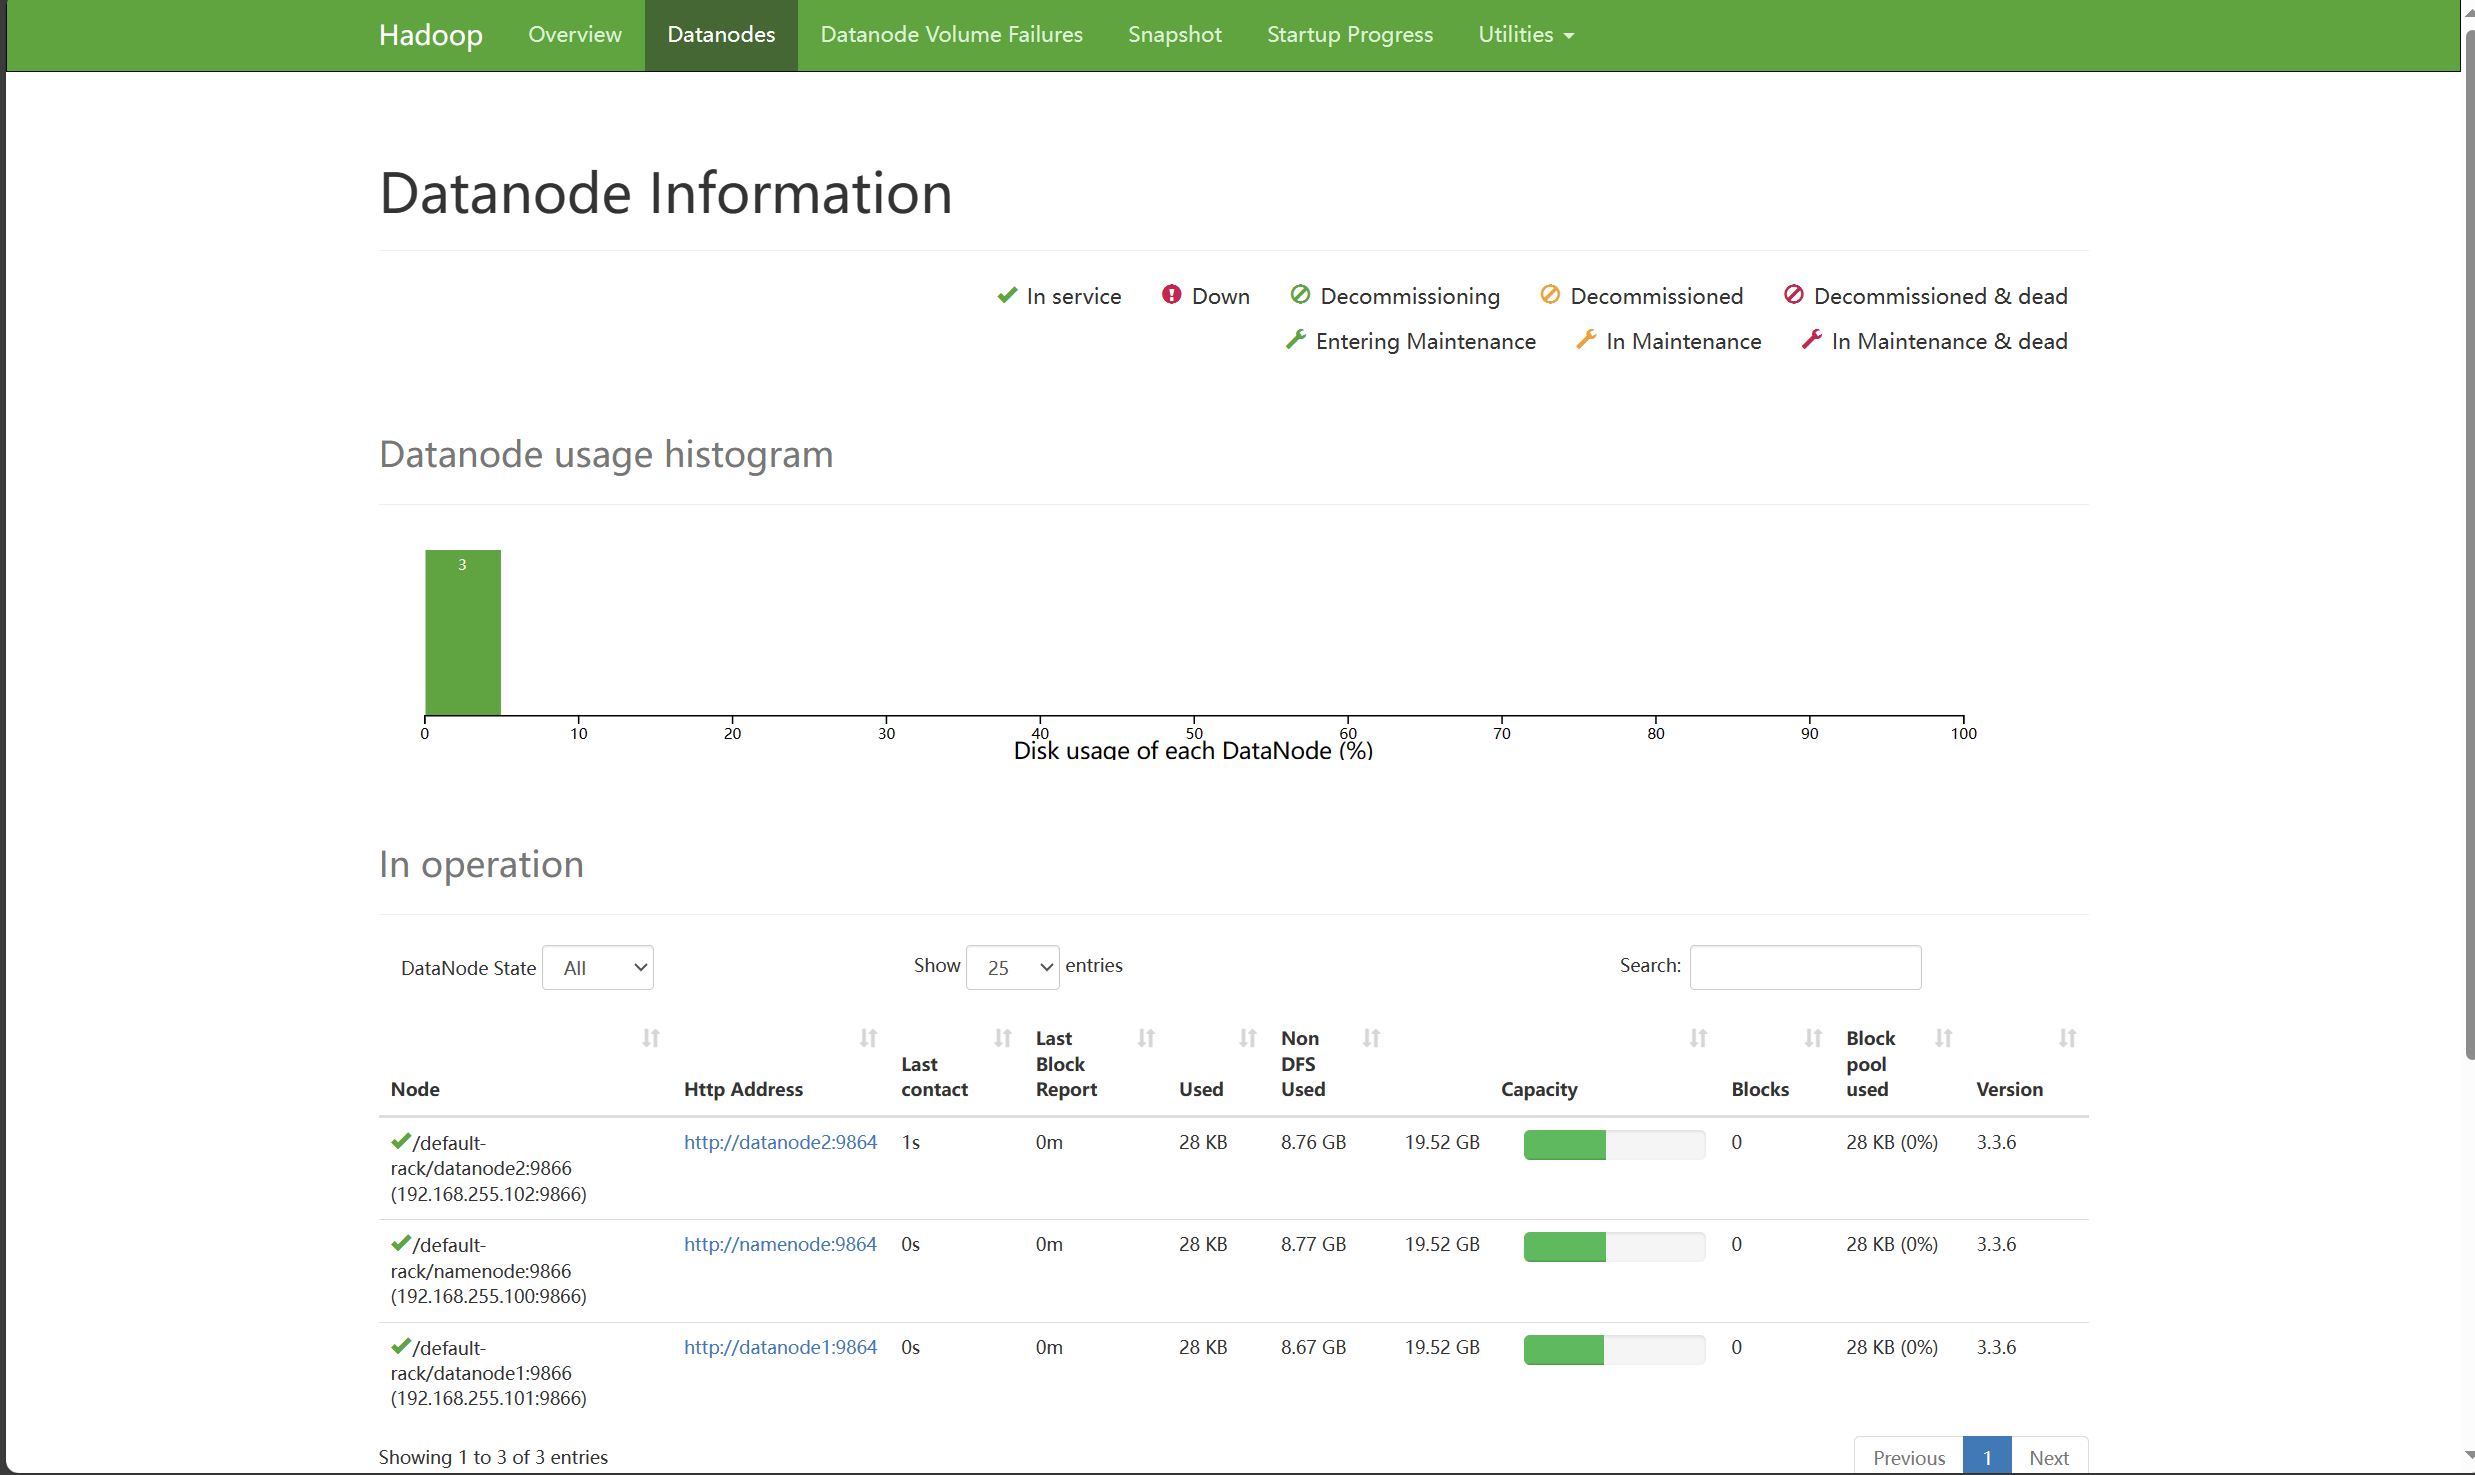 Hadoop Overview Datanodes Datanode Volume Failures Snapshot Startup Progress Utilities
Datanode Information
In service Down Decommissioning Decommissioned Decommissioned & dead
Entering Maintenance In Maintenance In Maintenance & dead
Datanode usage histogram
3
0 10 20 30 40 50 60 70 80 90 100
Disk usage of each DataNode (%)
In operation
DataNode State All Show 25 entries Search:
Node Http Address Last contact Last Block Report Used Non DFS Used Capacity Blocks Block pool used Version
/default-
rack/datanode2:9866
(192.168.255.102:9866)
http://datanode2:9864 1s 0m 28 KB 8.76 GB 19.52 GB 0 28 KB (0%) 3.3.6
/default-
rack/namenode:9866
(192.168.255.100:9866)
http://namenode:9864 0s 0m 28 KB 8.77 GB 19.52 GB 0 28 KB (0%) 3.3.6
/default-
rack/datanode1:9866
(192.168.255.101:9866)
http://datanode1:9864 0s 0m 28 KB 8.67 GB 19.52 GB 0 28 KB (0%) 3.3.6
Showing 1 to 3 of 3 entries Previous 1 Next